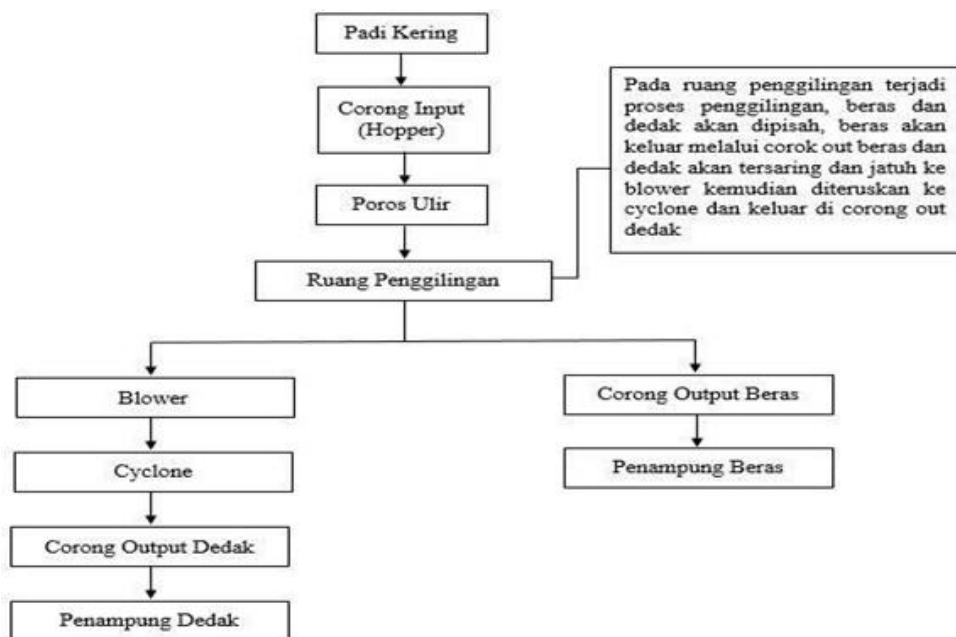 Padi Kering
Corong Input
(Hopper)
Poros Ulir
Ruang Penggilingan
Pada ruang penggilingan terjadi
proses penggilingan, beras dan
dedak akan dipisah, beras akan
keluar melalui corok out beras dan
dedak akan tersaring dan jatuh ke
blower kemudian diteruskan ke
cyclone dan keluar di corong out
dedak
Blower
Cyclone
Corong Output Dedak
Penampung Dedak
Corong Output Beras
Penampung Beras